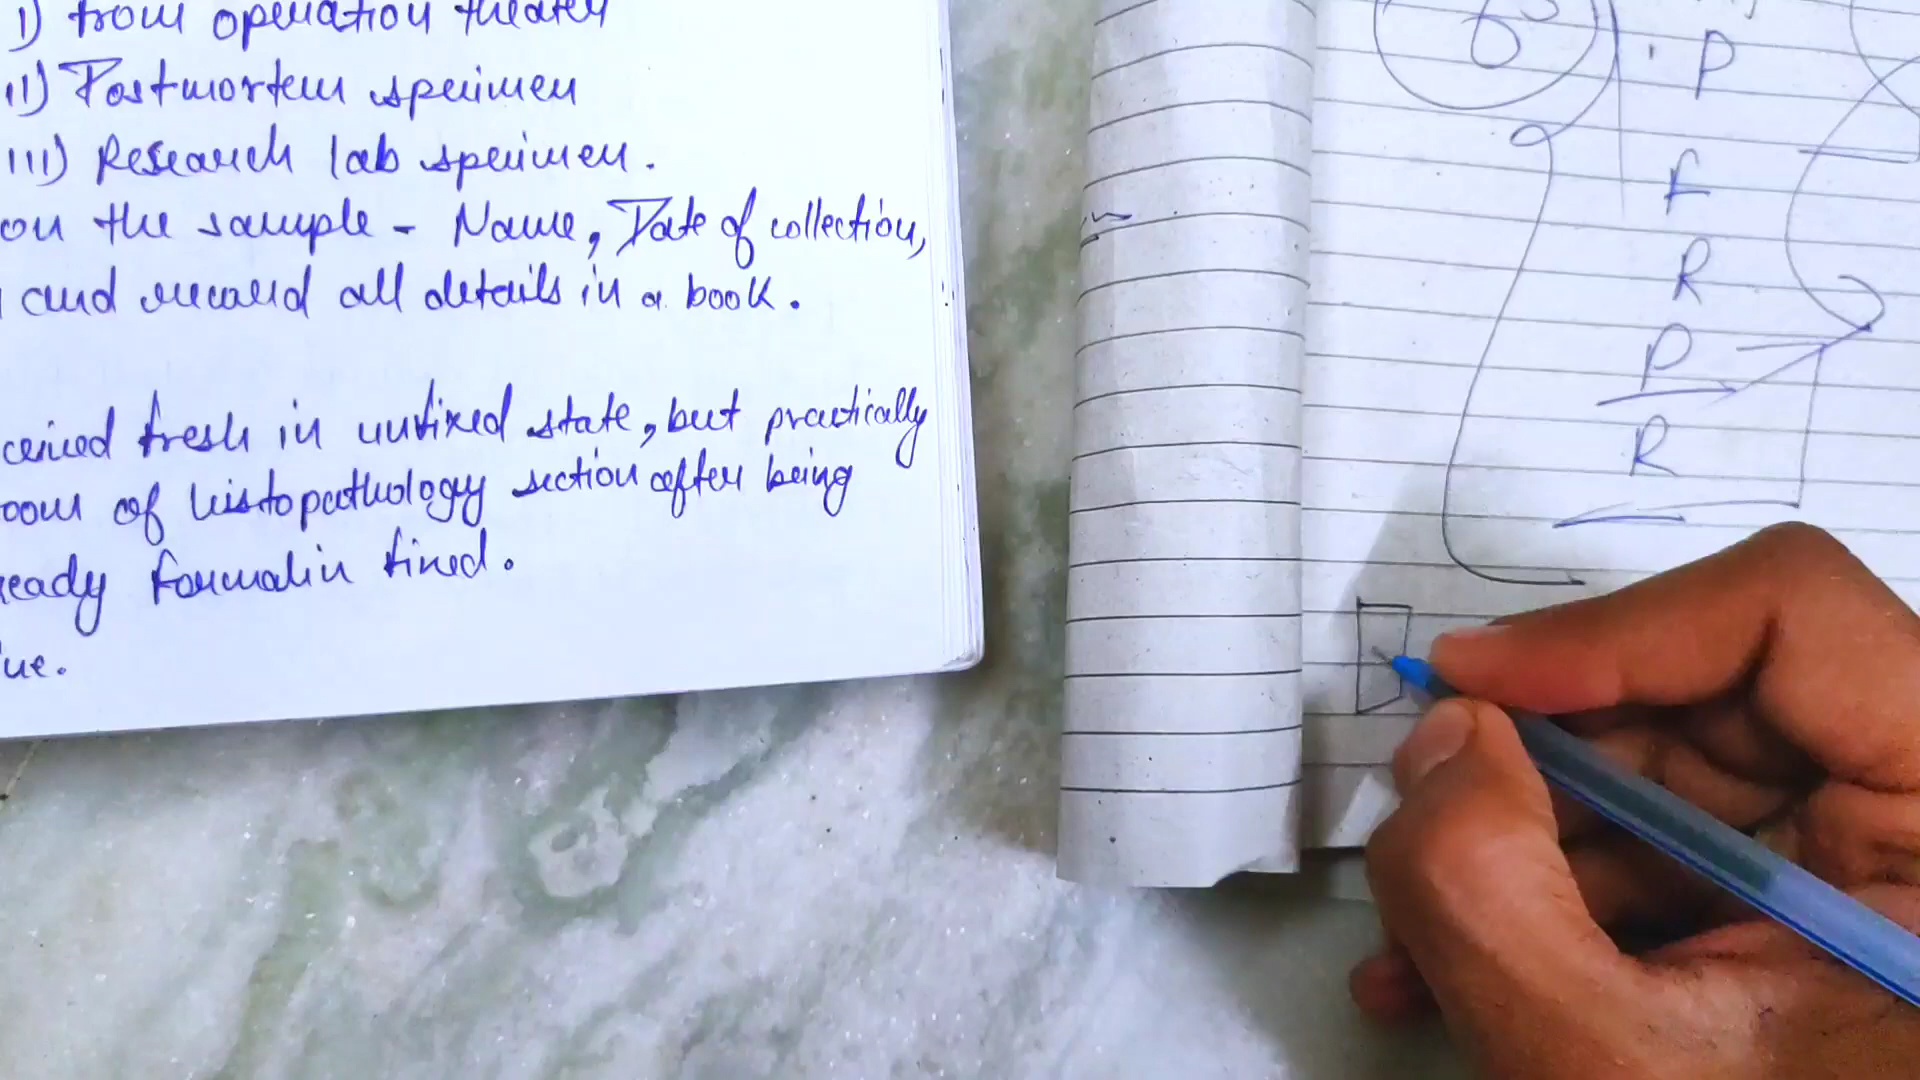 I) from operation theater
II) Postmortem specimen
III) Research lab specimen.
on the sample - Name, Date of collection,
and record all details in a book.
ceived fresh in unfixed state, but practically
oom of histopathology section after being
ready formalin fixed.
ue.
P
F
R
P
R